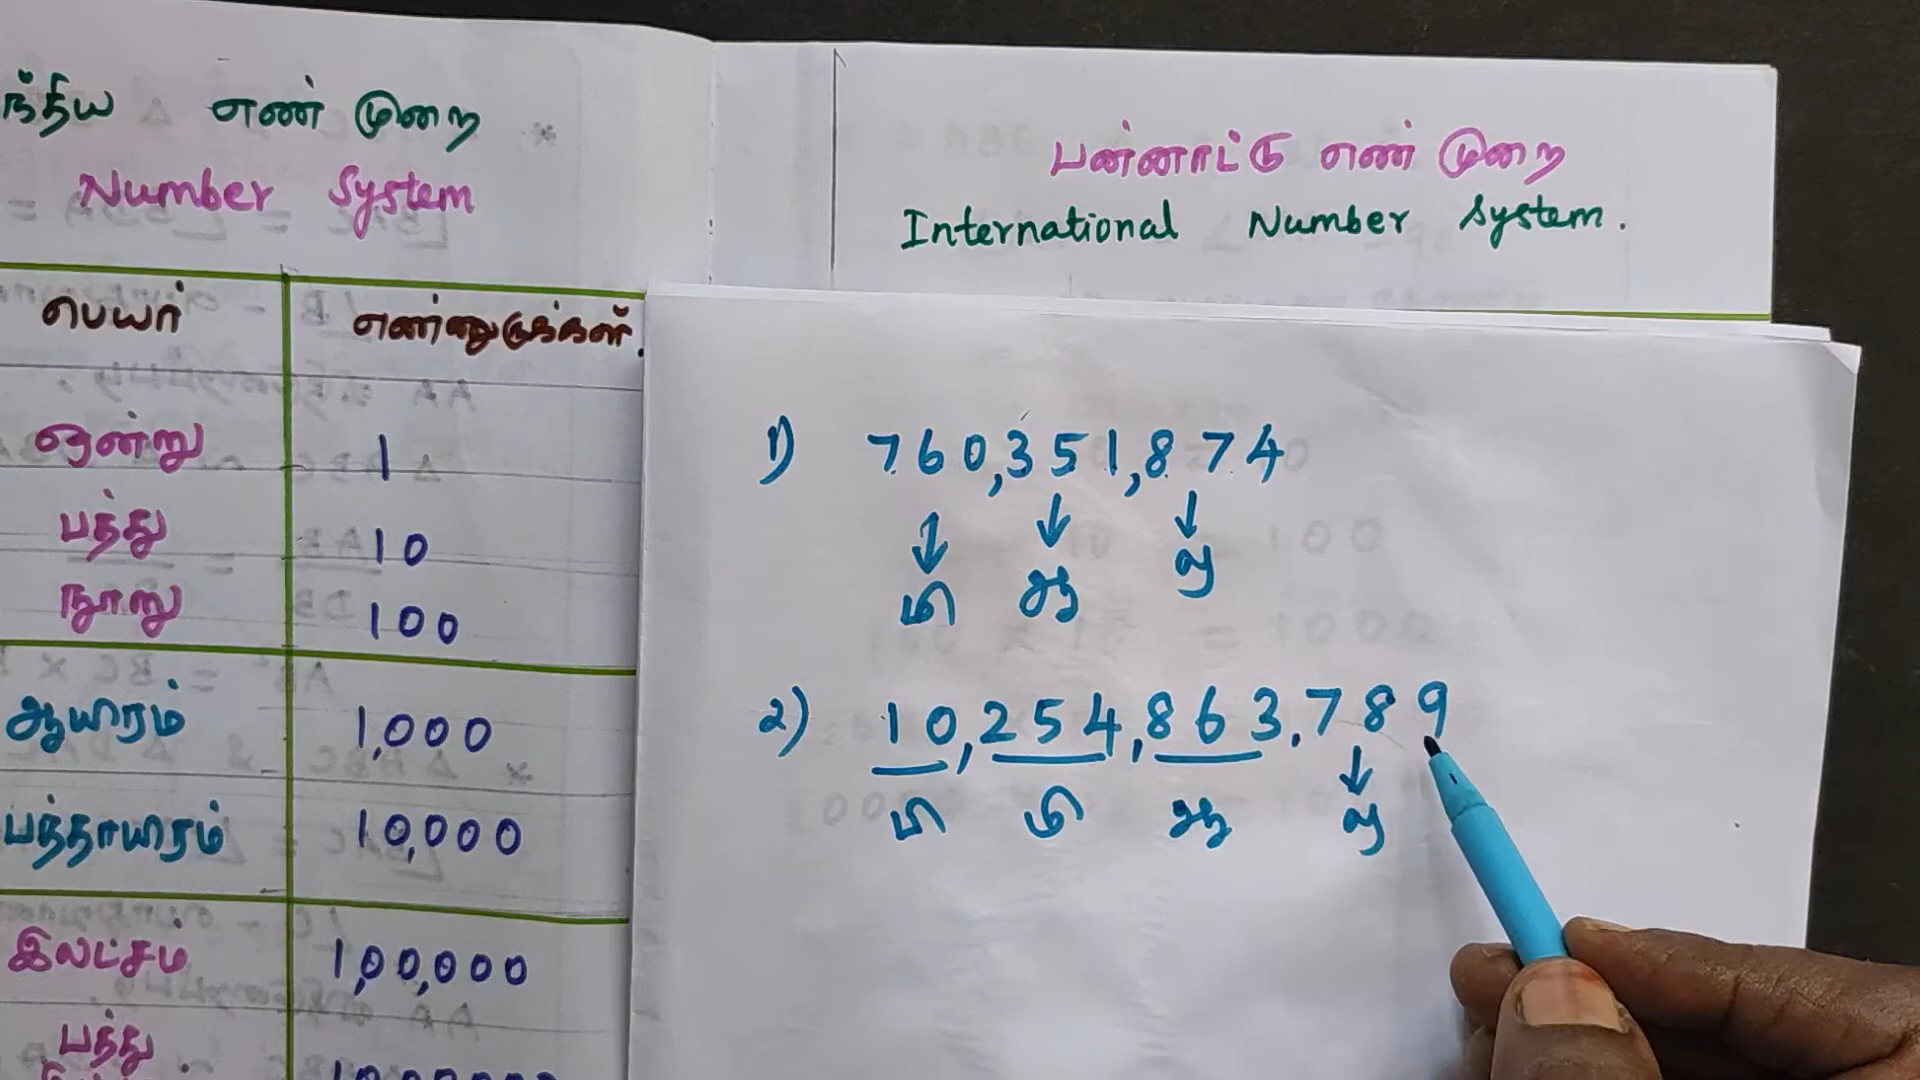 ந்திய எண் முறை
Number System
பெயர் எண்ணுருக்கள்.
ஒன்று 1
பத்து 10
நூறு 100
ஆயிரம் 1,000
பத்தாயிரம் 10,000
இலட்சம் 1,00,000
பத்து
பன்னாட்டு எண் முறை
International Number System.
1) 760,351,874
மி ஆ ஒ
2) 10,254,863,789
பி மி ஆ ஒ